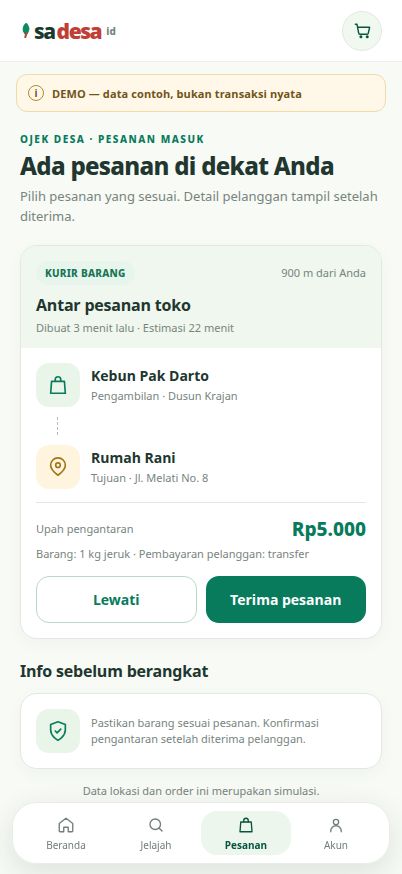 sadesa id
DEMO — data contoh, bukan transaksi nyata
OJEK DESA · PESANAN MASUK
Ada pesanan di dekat Anda
Pilih pesanan yang sesuai. Detail pelanggan tampil setelah
diterima.
KURIR BARANG
900 m dari Anda
Antar pesanan toko
Dibuat 3 menit lalu · Estimasi 22 menit
Kebun Pak Darto
Pengambilan · Dusun Krajan
Rumah Rani
Tujuan · Jl. Melati No. 8
Upah pengantaran
Rp5.000
Barang: 1 kg jeruk · Pembayaran pelanggan: transfer
Lewati
Terima pesanan
Info sebelum berangkat
Pastikan barang sesuai pesanan. Konfirmasi
pengantaran setelah diterima pelanggan.
Data lokasi dan order ini merupakan simulasi.
Beranda
Jelajah
Pesanan
Akun